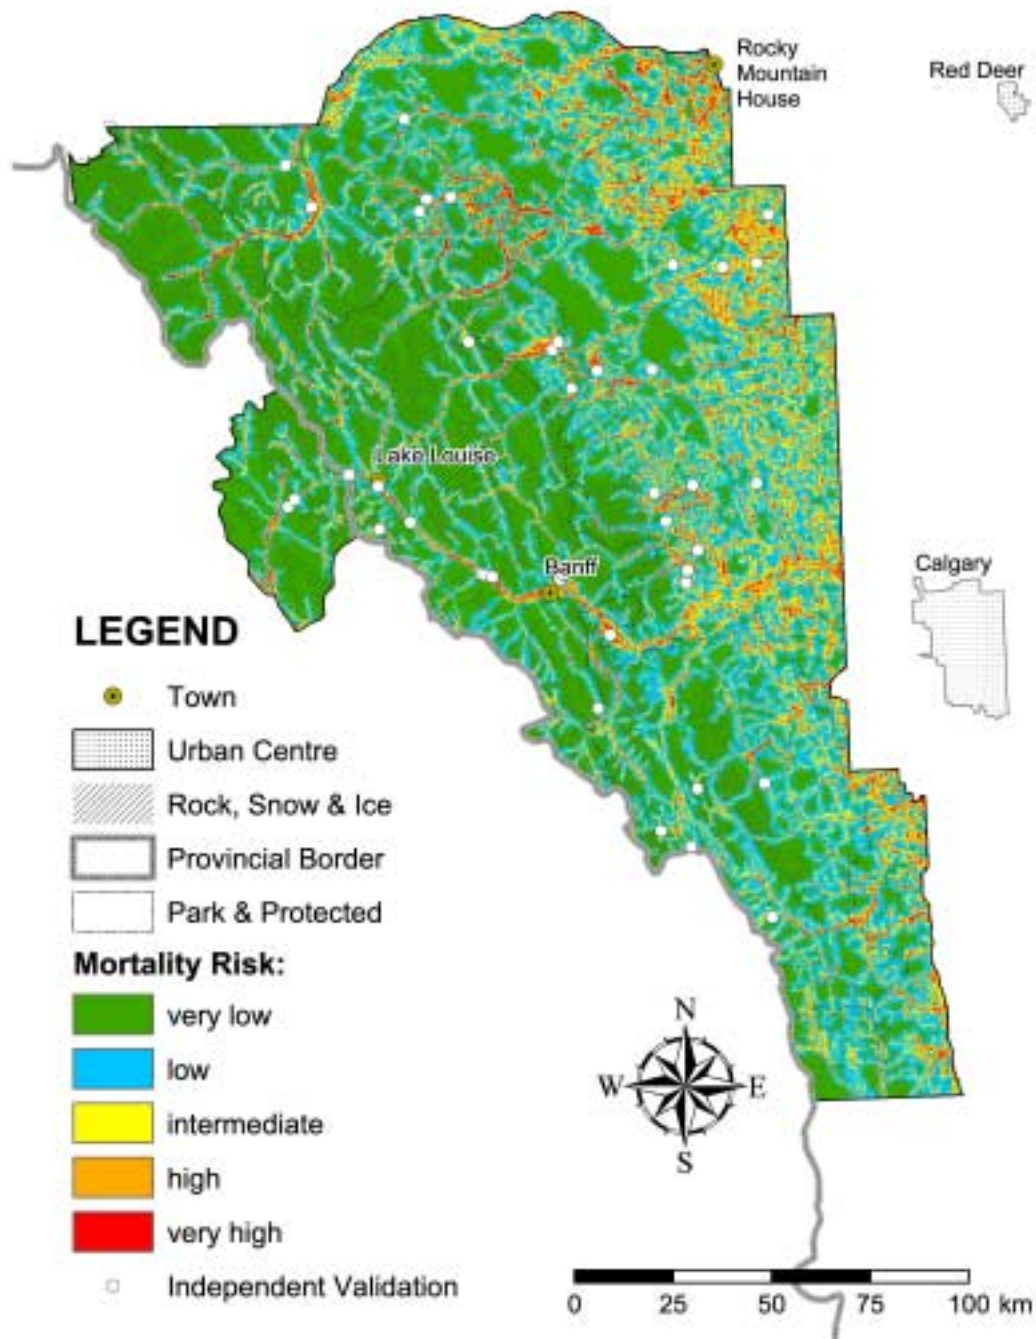 Rocky
Mountain
House
Red Deer
Lake Louise
Banff
Calgary
LEGEND
Town
Urban Centre
Rock, Snow & Ice
Provincial Border
Park & Protected
Mortality Risk:
very low
low
intermediate
high
very high
Independent Validation
N
W
E
S
0 25 50 75 100 km